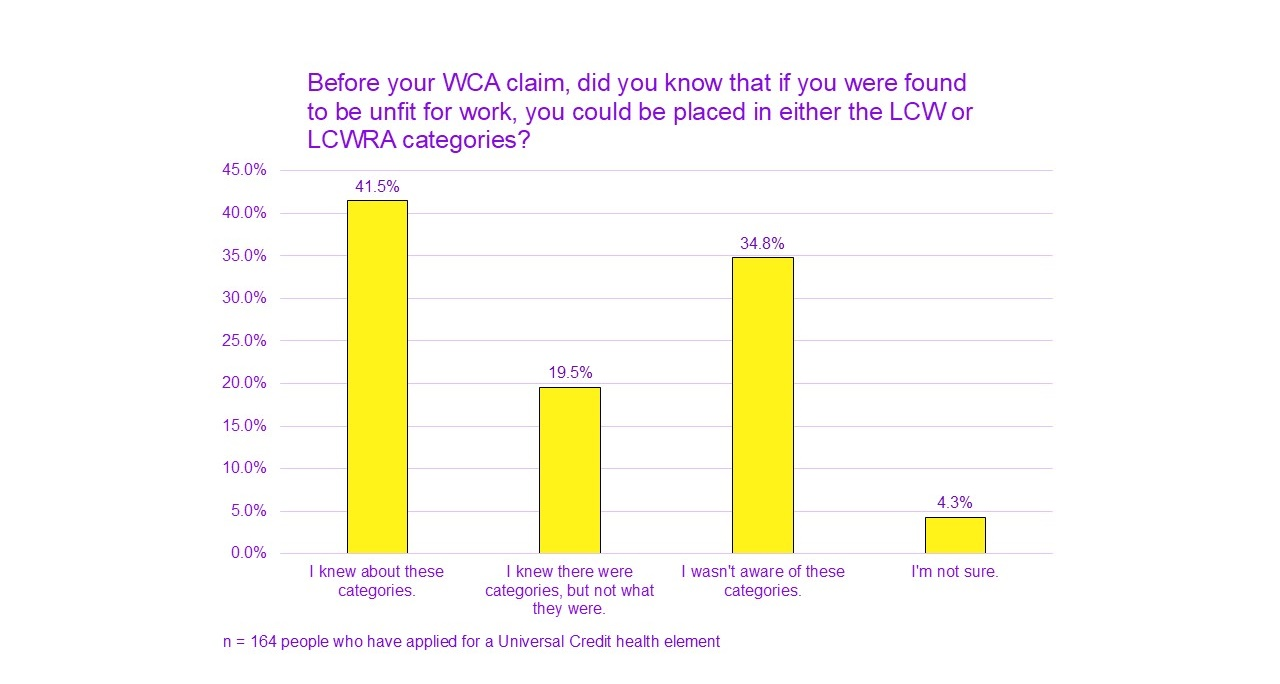 Before your WCA claim, did you know that if you were found
to be unfit for work, you could be placed in either the LCW or
LCWRA categories?
45.0%
40.0%
35.0%
30.0%
25.0%
20.0%
15.0%
10.0%
5.0%
0.0%
41.5%
19.5%
34.8%
4.3%
I knew about these
categories.
I knew there were
categories, but not what
they were.
I wasn't aware of these
categories.
I'm not sure.
n = 164 people who have applied for a Universal Credit health element